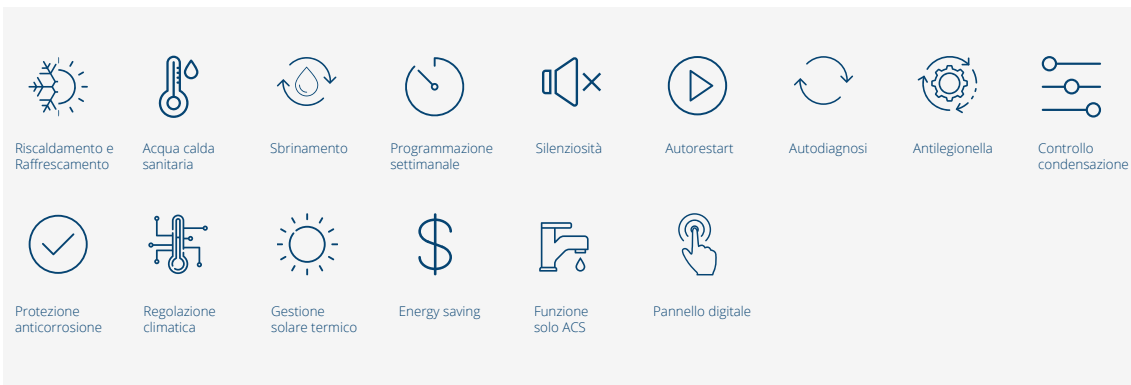 Riscaldamento e
Raffrescamento
Acqua calda
sanitaria
Sbrinamento
Programmazione
settimanale
Silenziosità
Autorestart
Autodiagnosi
Antilegionella
Controllo
condensazione
Protezione
anticorrosione
Regolazione
climatica
Gestione
solare termico
Energy saving
Funzione
solo ACS
Pannello digitale